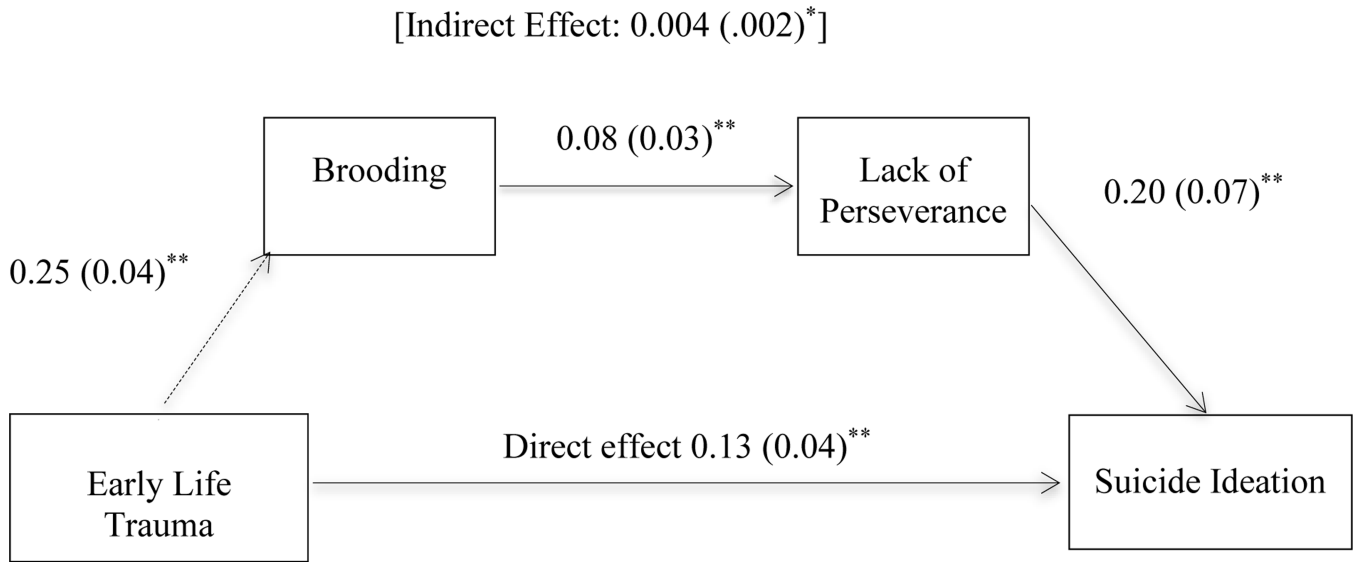 [Indirect Effect: 0.004 (.002)*]
0.08 (0.03)**
Brooding
Lack of
Perseverance
0.20 (0.07)**
0.25 (0.04)**
Direct effect 0.13 (0.04)**
Early Life
Trauma
Suicide Ideation